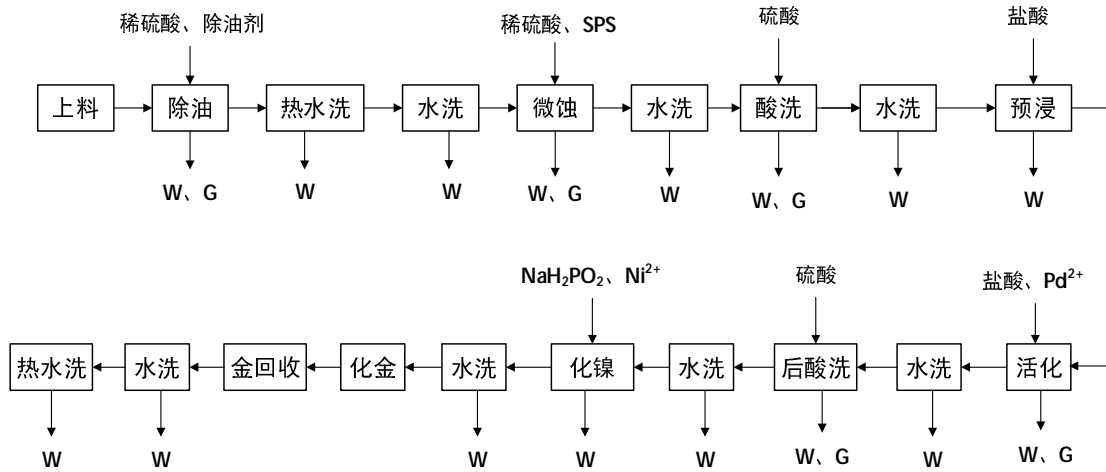 稀硫酸、除油剂 稀硫酸、SPS 硫酸 盐酸
上料 除油 热水洗 水洗 微蚀 水洗 酸洗 水洗 预浸
W、G W W W、G W W、G W W
NaH₂PO₂、Ni²⁺ 硫酸 盐酸、Pd²⁺
热水洗 水洗 金回收 化金 水洗 化镍 水洗 后酸洗 水洗 活化
W W W W W W、G W W、G